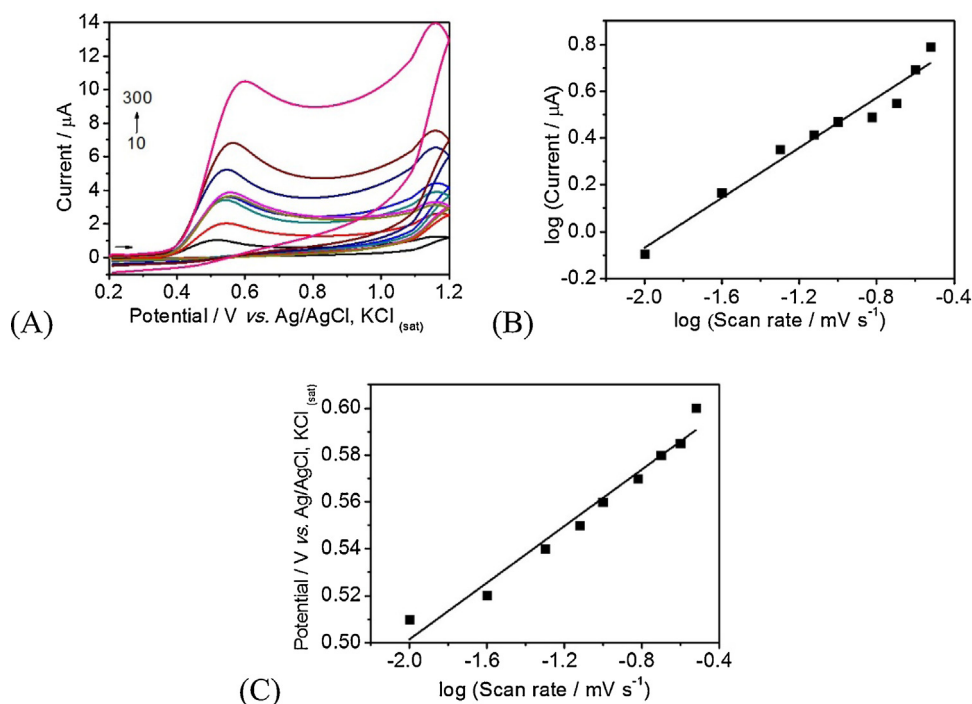 14
12
10
8
6
4
2
0
Current / μA
300
10
0.2 0.4 0.6 0.8 1.0 1.2
Potential / V vs. Ag/AgCl, KCl (sat)
(A)
0.8
0.4
0.0
-0.2
log (Current / μA)
-2.0 -1.6 -1.2 -0.8 -0.4
log (Scan rate / mV s-1)
(B)
0.60
0.58
0.56
0.54
0.52
0.50
Potential / V vs. Ag/AgCl, KCl (sat)
-2.0 -1.6 -1.2 -0.8 -0.4
log (Scan rate / mV s-1)
(C)